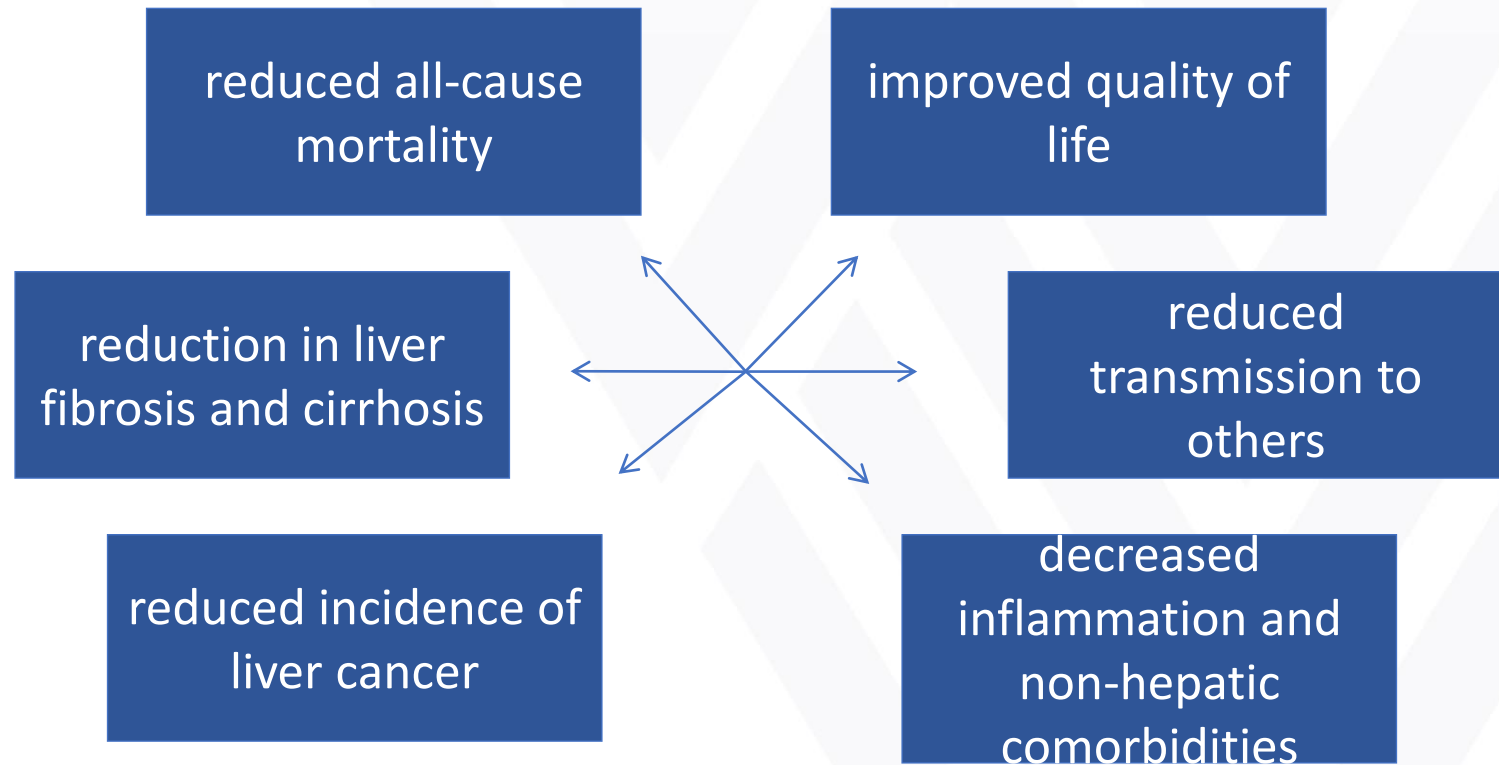 reduced all-cause
mortality
improved quality of
life
reduction in liver
fibrosis and cirrhosis
reduced
transmission to
others
reduced incidence of
liver cancer
decreased
inflammation and
non-hepatic
comorbidities